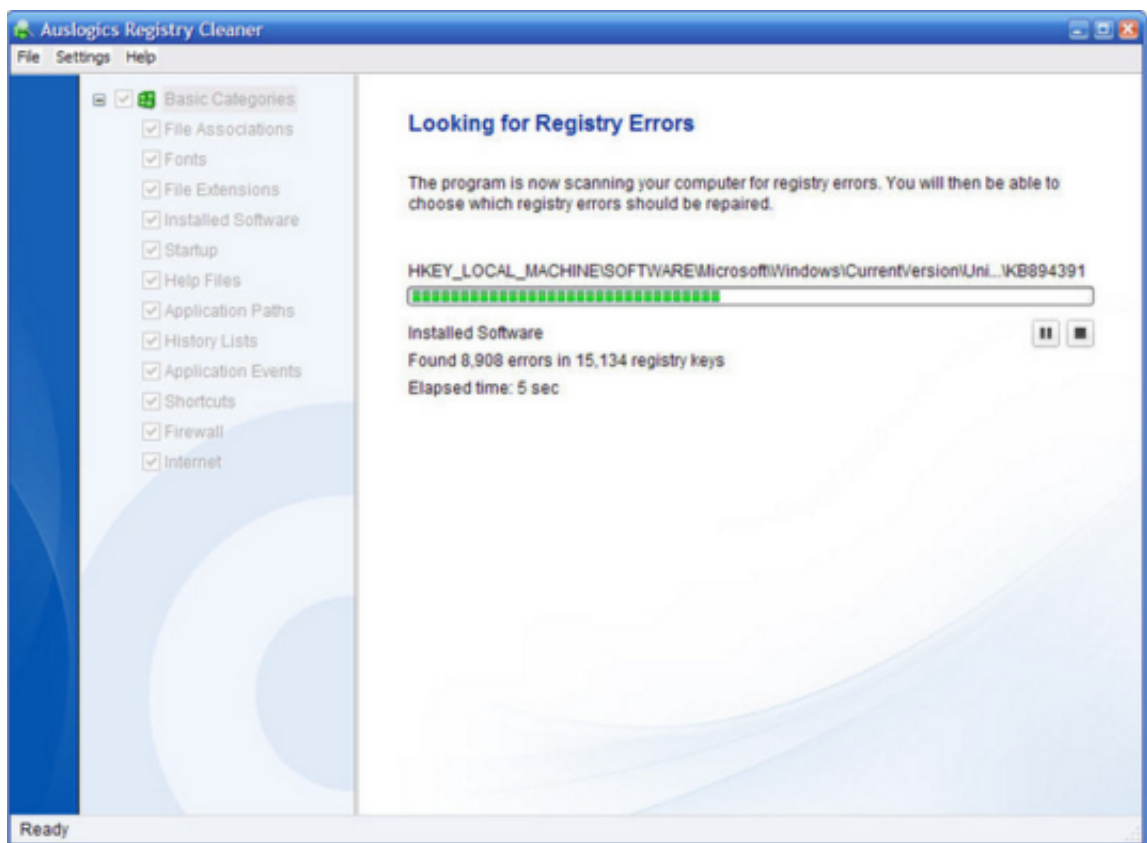 Auslogics Registry Cleaner
File Settings Help
Basic Categories
File Associations
Fonts
File Extensions
Installed Software
Startup
Help Files
Application Paths
History Lists
Application Events
Shortcuts
Firewall
Internet
Looking for Registry Errors
The program is now scanning your computer for registry errors. You will then be able to
choose which registry errors should be repaired.
HKEY_LOCAL_MACHINE\SOFTWARE\Microsoft\Windows\CurrentVersion\Uni...\KB894391
Installed Software
Found 8,908 errors in 15,134 registry keys
Elapsed time: 5 sec
Ready